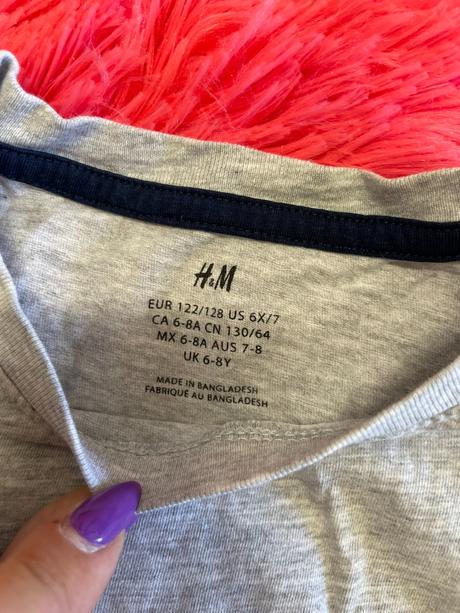 H&M
EUR 122/128 US 6X/7
CA 6-8A CN 130/64
MX 6-8A AUS 7-8
UK 6-8Y
MADE IN BANGLADESH
FABRIQUÉ AU BANGLADESH